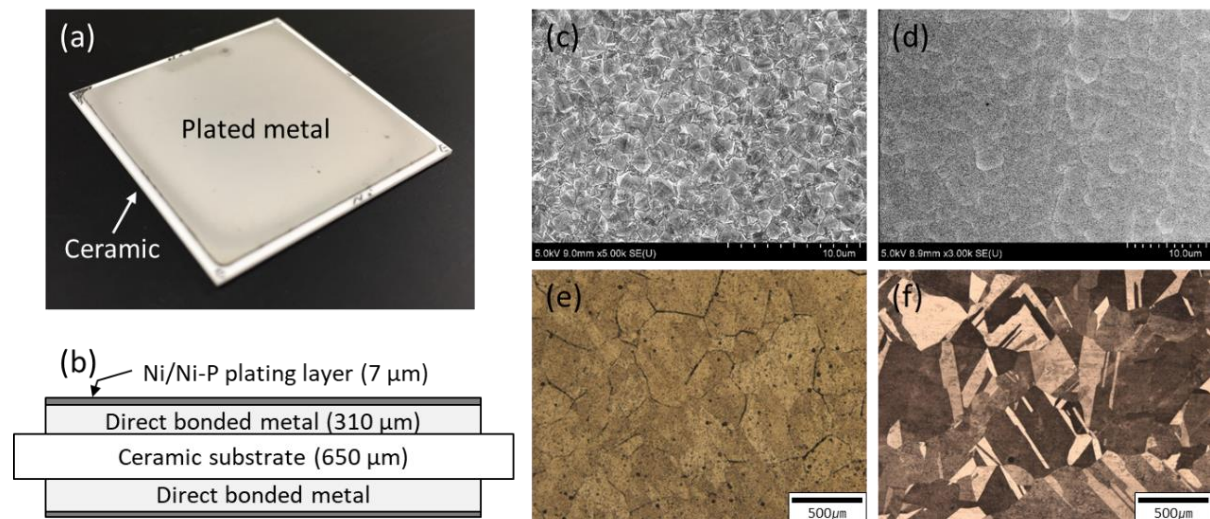 (a)
Plated metal
Ceramic
(b)
Ni/Ni-P plating layer (7 μm)
Direct bonded metal (310 μm)
Ceramic substrate (650 μm)
Direct bonded metal
(c)
5.0kV 9.0mm x5.00k SE(U)
10.0um
(d)
5.0kV 8.9mm x3.00k SE(U)
10.0um
(e)
500μm
(f)
500μm